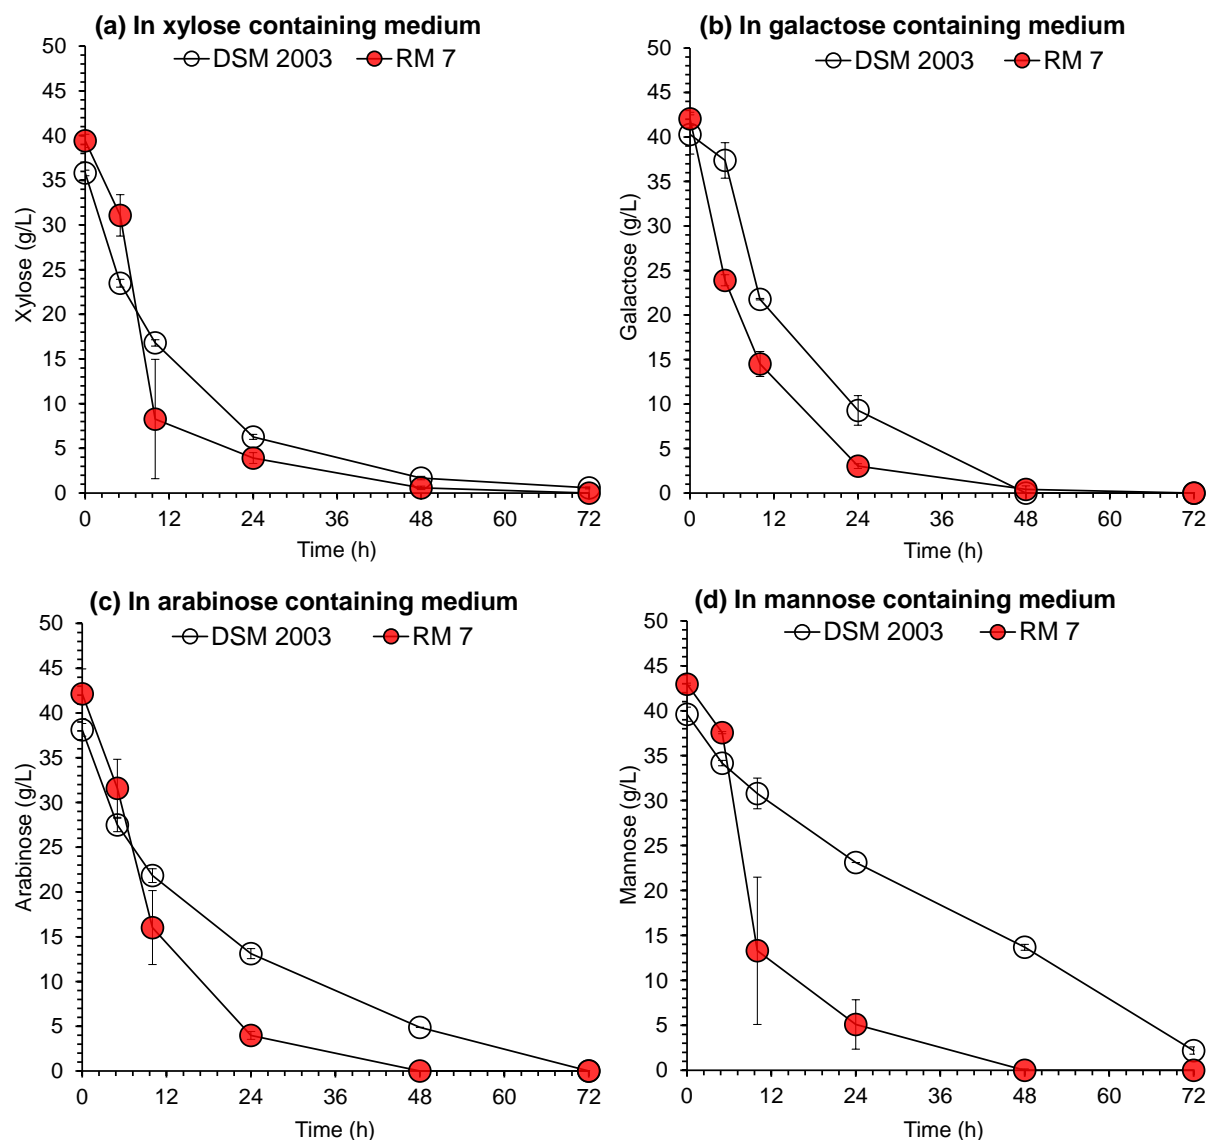 (a) In xylose containing medium
DSM 2003 RM 7
50
45
40
35
30
25
20
15
10
5
0
Xylose (g/L)
0 12 24 36 48 60 72
Time (h)
(b) In galactose containing medium
DSM 2003 RM 7
50
45
40
35
30
25
20
15
10
5
0
Galactose (g/L)
0 12 24 36 48 60 72
Time (h)
(c) In arabinose containing medium
DSM 2003 RM 7
50
45
40
35
30
25
20
15
10
5
0
Arabinose (g/L)
0 12 24 36 48 60 72
Time (h)
(d) In mannose containing medium
DSM 2003 RM 7
50
45
40
35
30
25
20
15
10
5
0
Mannose (g/L)
0 12 24 36 48 60 72
Time (h)